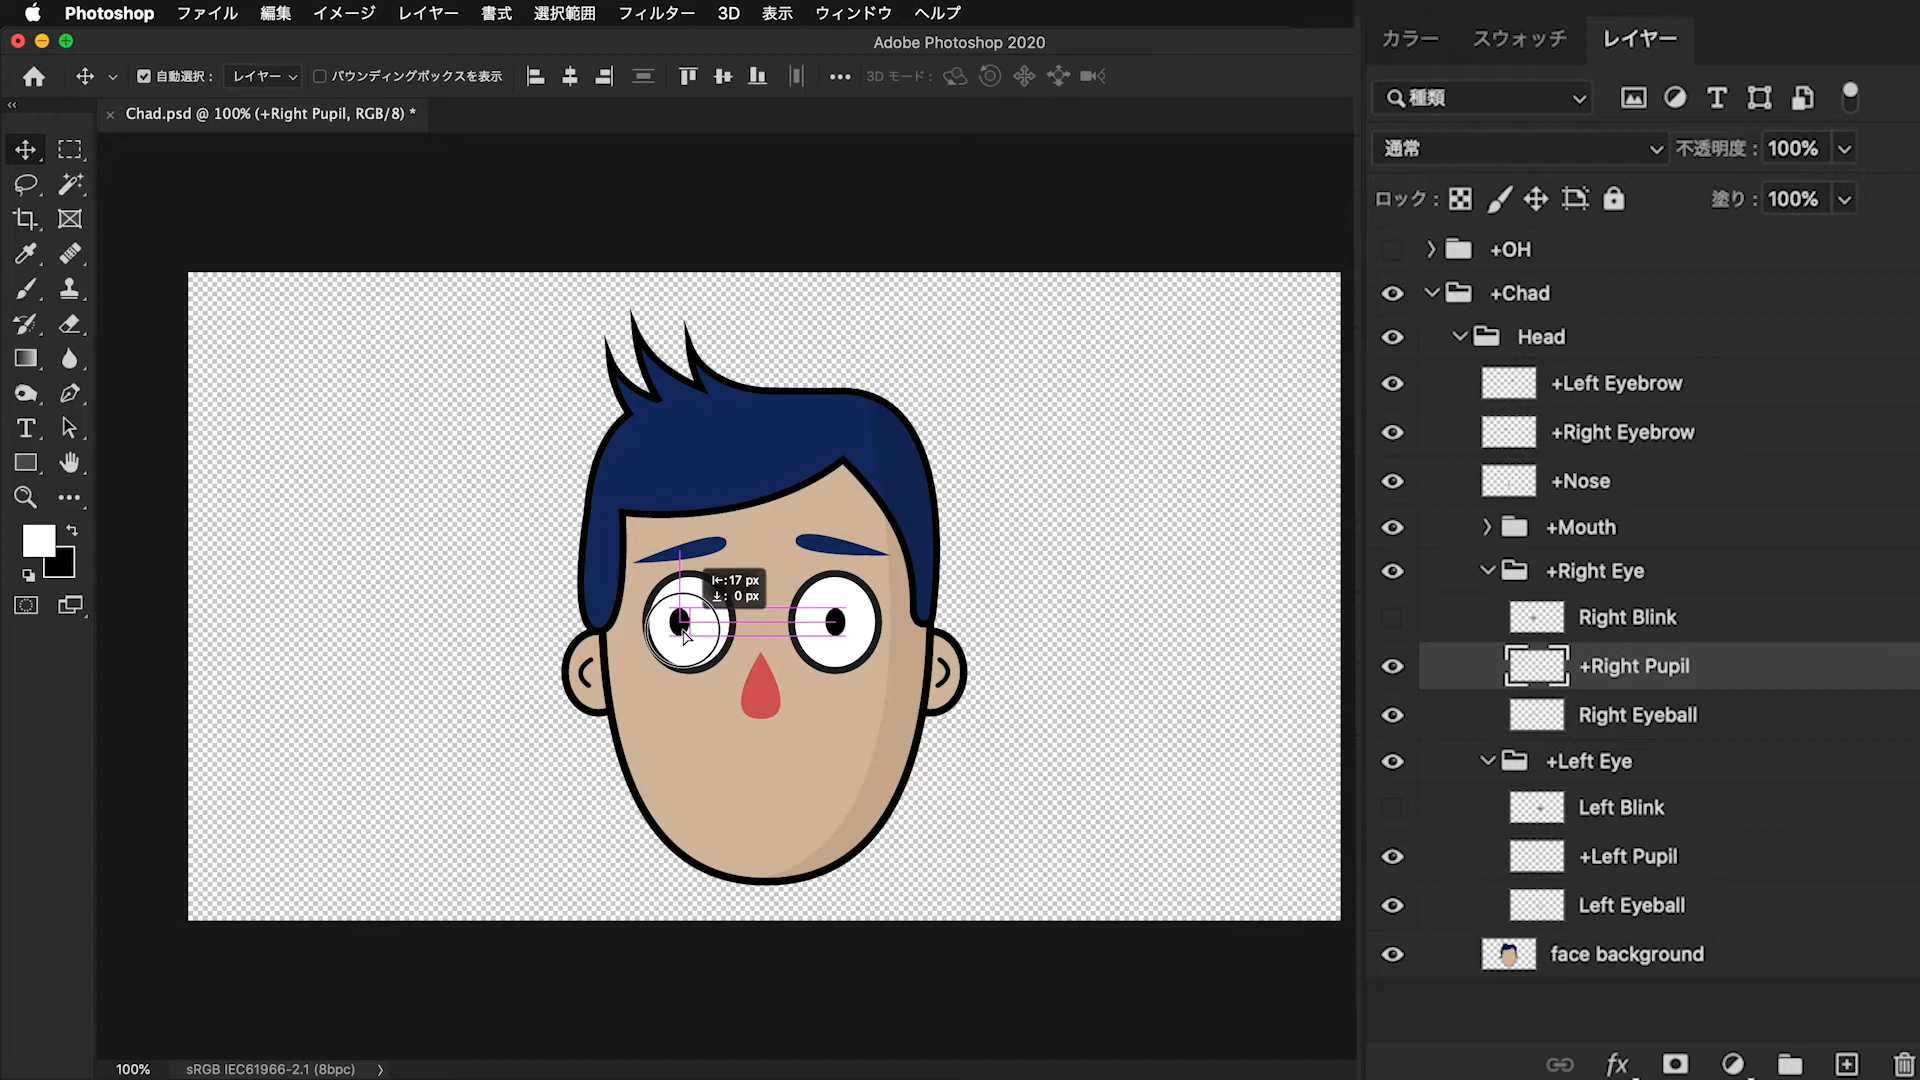 Photoshop ファイル 編集 イメージ レイヤー 書式 選択範囲 フィルター 3D 表示 ウィンドウ ヘルプ
Adobe Photoshop 2020
自動選択： レイヤー バウンディングボックスを表示 3D モード：
Chad.psd @ 100% (+Right Pupil, RGB/8) *
17 px
0 px
100% sRGB IEC61966-2.1 (8bpc)
カラー スウォッチ レイヤー
種類
通常 不透明度： 100%
ロック： 塗り： 100%
+OH
+Chad
Head
+Left Eyebrow
+Right Eyebrow
+Nose
+Mouth
+Right Eye
Right Blink
+Right Pupil
Right Eyeball
+Left Eye
Left Blink
+Left Pupil
Left Eyeball
face background
fx